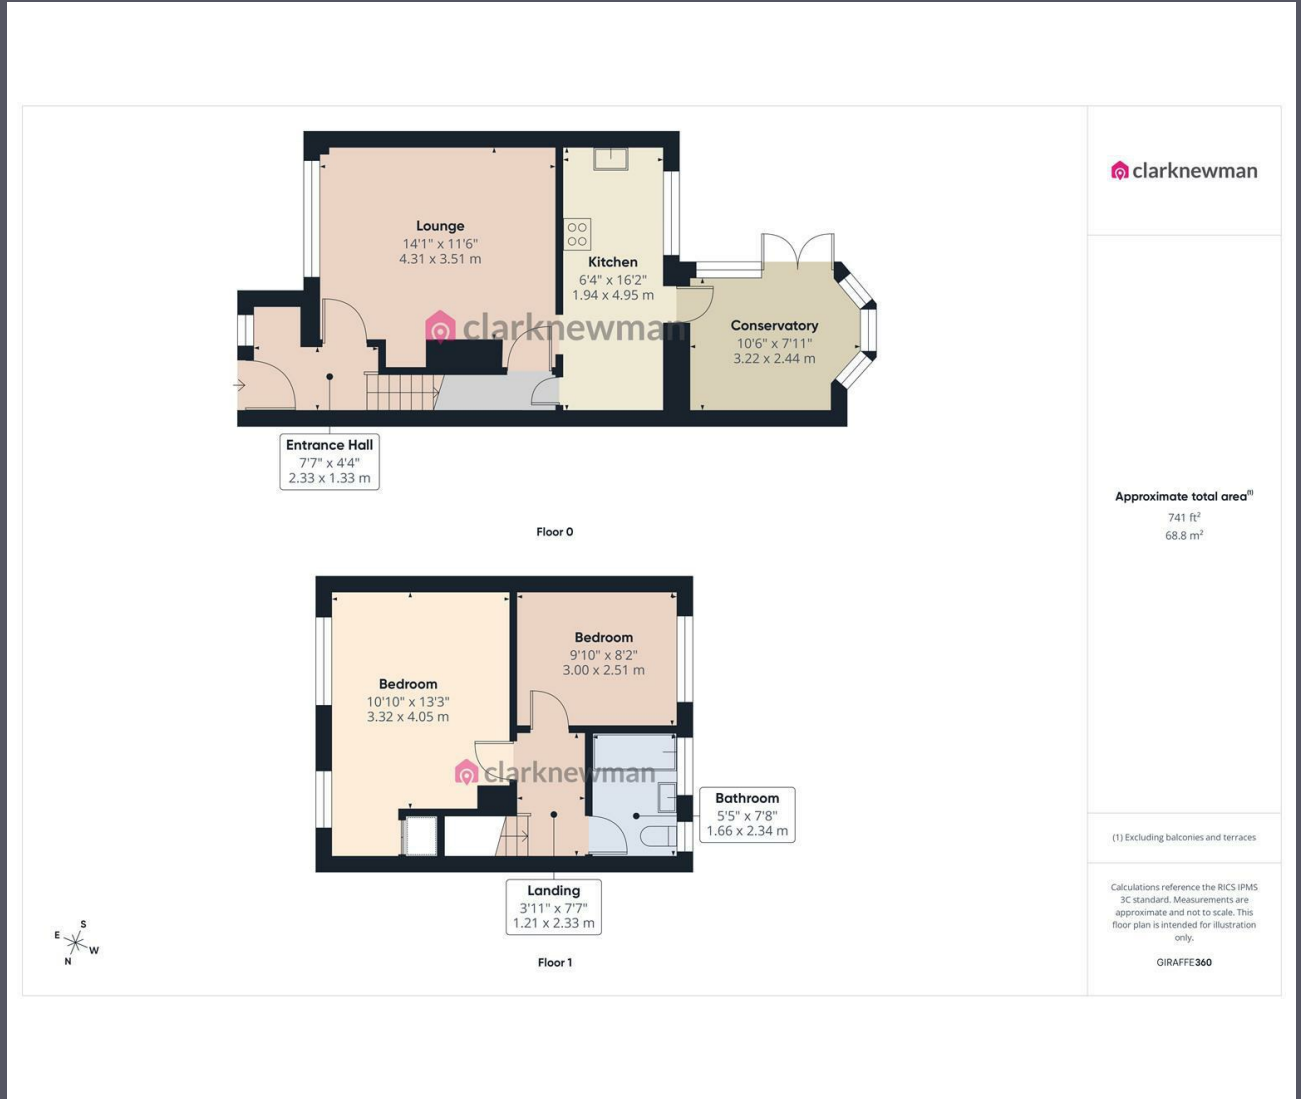 Lounge
14'1" x 11'6"
4.31 x 3.51 m
Kitchen
6'4" x 16'2"
1.94 x 4.95 m
clarknewman
Conservatory
10'6" x 7'11"
3.22 x 2.44 m
Entrance Hall
7'7" x 4'4"
2.33 x 1.33 m
Floor 0
Bedroom
9'10" x 8'2"
3.00 x 2.51 m
Bedroom
10'10" x 13'3"
3.32 x 4.05 m
clarknewman
Bathroom
5'5" x 7'8"
1.66 x 2.34 m
Landing
3'11" x 7'7"
1.21 x 2.33 m
Floor 1
S
E
W
N
clarknewman
Approximate total area(1)
741 ft²
68.8 m²
(1) Excluding balconies and terraces
Calculations reference the RICS IPMS
3C standard. Measurements are
approximate and not to scale. This
floor plan is intended for illustration
only.
GIRAFFE360